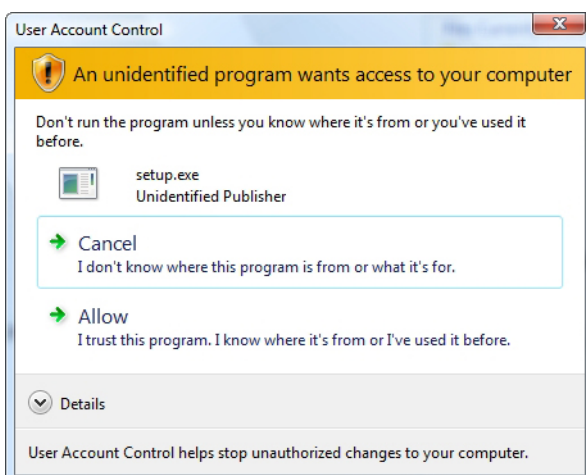 User Account Control
An unidentified program wants access to your computer
Don't run the program unless you know where it's from or you've used it
before.
setup.exe
Unidentified Publisher
Cancel
I don't know where this program is from or what it's for.
Allow
I trust this program. I know where it's from or I've used it before.
Details
User Account Control helps stop unauthorized changes to your computer.